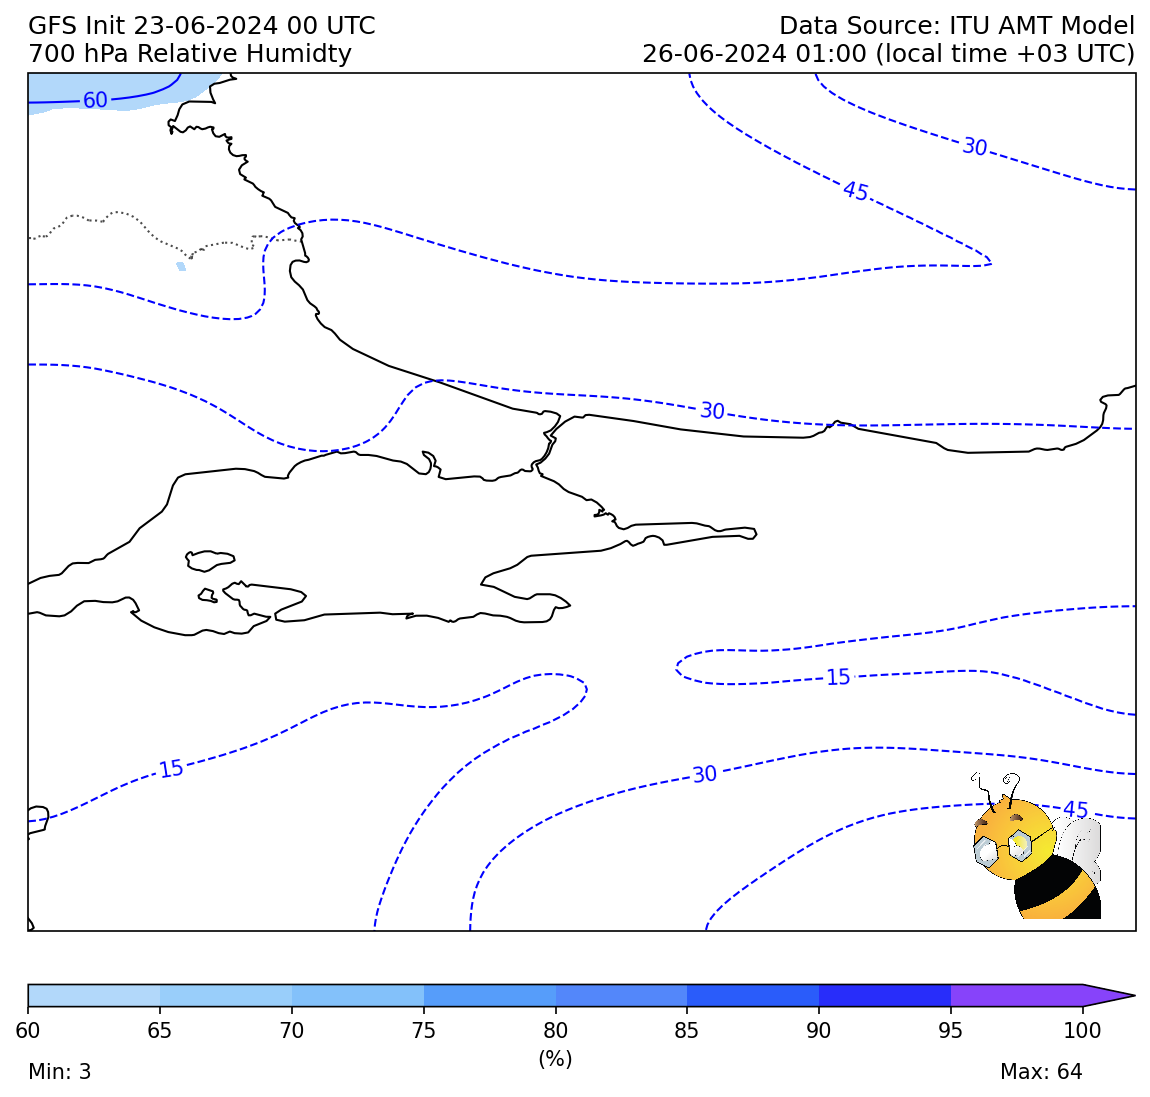 GFS Init 23-06-2024 00 UTC
Data Source: ITU AMT Model
700 hPa Relative Humidty
26-06-2024 01:00 (local time +03 UTC)
60
30
45
30
15
15
30
45
60 65 70 75 80 85 90 95 100
(%)
Min: 3
Max: 64